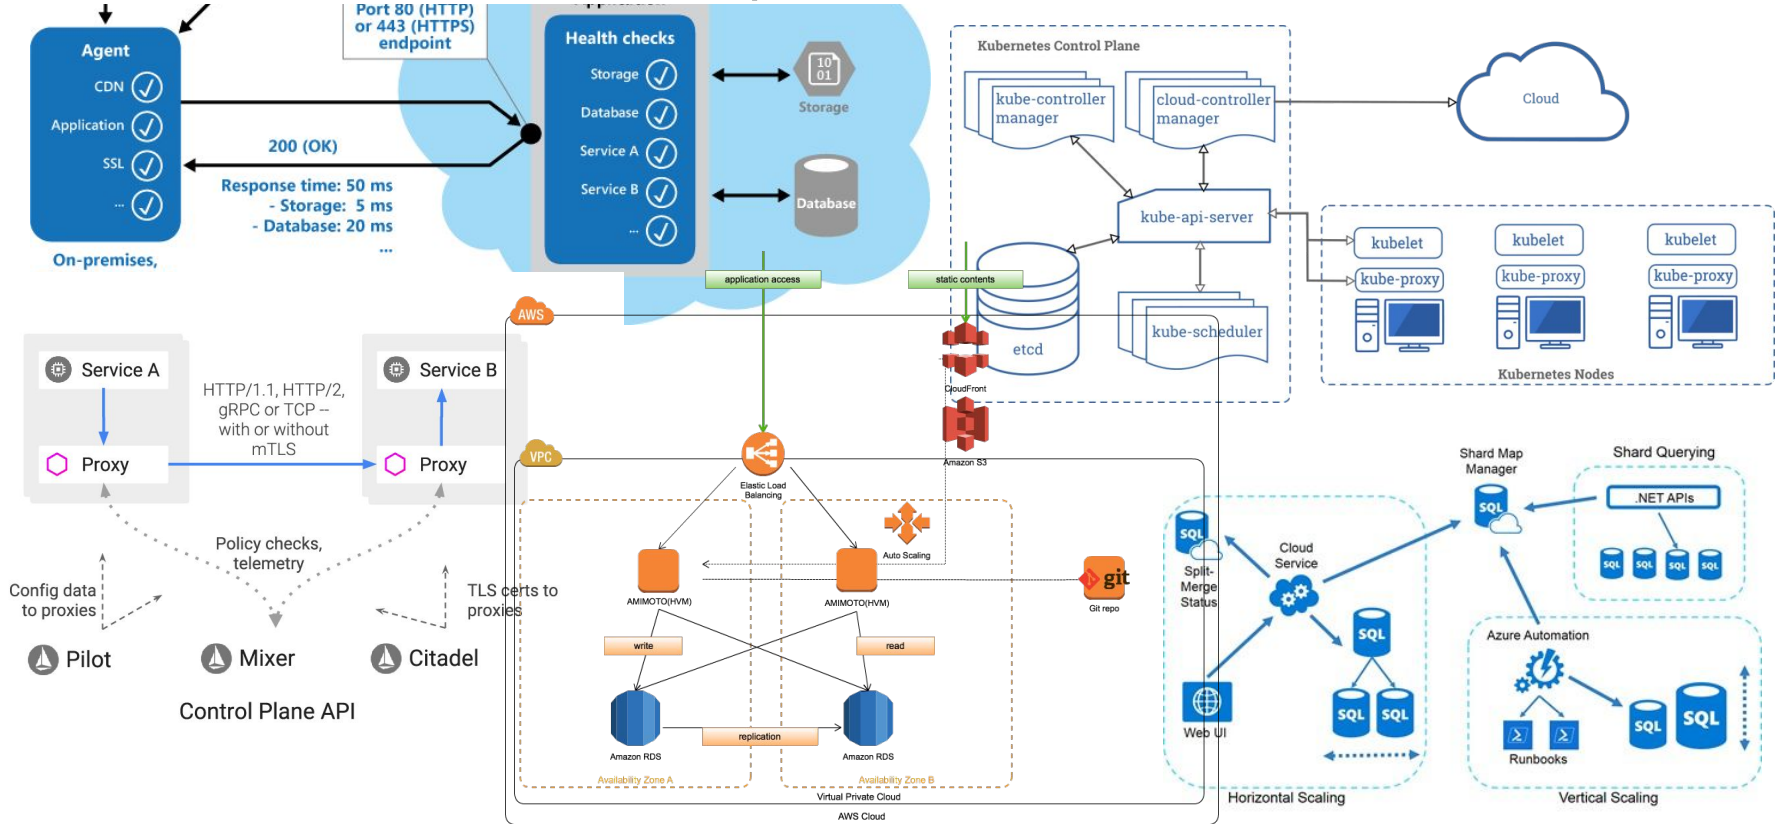 Port 80 (HTTP)
or 443 (HTTPS)
endpoint
Agent
CDN
Application
SSL
...
On-premises,
200 (OK)
Response time: 50 ms
- Storage: 5 ms
- Database: 20 ms
...
Application
Health checks
Storage
Database
Service A
Service B
...
10
01
Storage
Database
Kubernetes Control Plane
kube-controller
manager
cloud-controller
manager
Cloud
kube-api-server
etcd
kube-scheduler
kubelet
kube-proxy
kubelet
kube-proxy
kubelet
kube-proxy
Kubernetes Nodes
Service A
Proxy
HTTP/1.1, HTTP/2,
gRPC or TCP --
with or without
mTLS
Service B
Proxy
Policy checks,
telemetry
Config data
to proxies
TLS certs to
proxies
Pilot
Mixer
Citadel
Control Plane API
application access
static contents
AWS
CloudFront
Amazon S3
VPC
Elastic Load
Balancing
Auto Scaling
AMIMOTO(HVM)
AMIMOTO(HVM)
git
Git repo
write
read
replication
Amazon RDS
Amazon RDS
Availability Zone A
Availability Zone B
Virtual Private Cloud
AWS Cloud
Shard Map
Manager
SQL
Shard Querying
.NET APIs
SQL
SQL
SQL
SQL
SQL
Split-
Merge
Status
Cloud
Service
Web UI
SQL
SQL
SQL
Horizontal Scaling
Azure Automation
Runbooks
SQL
SQL
Vertical Scaling